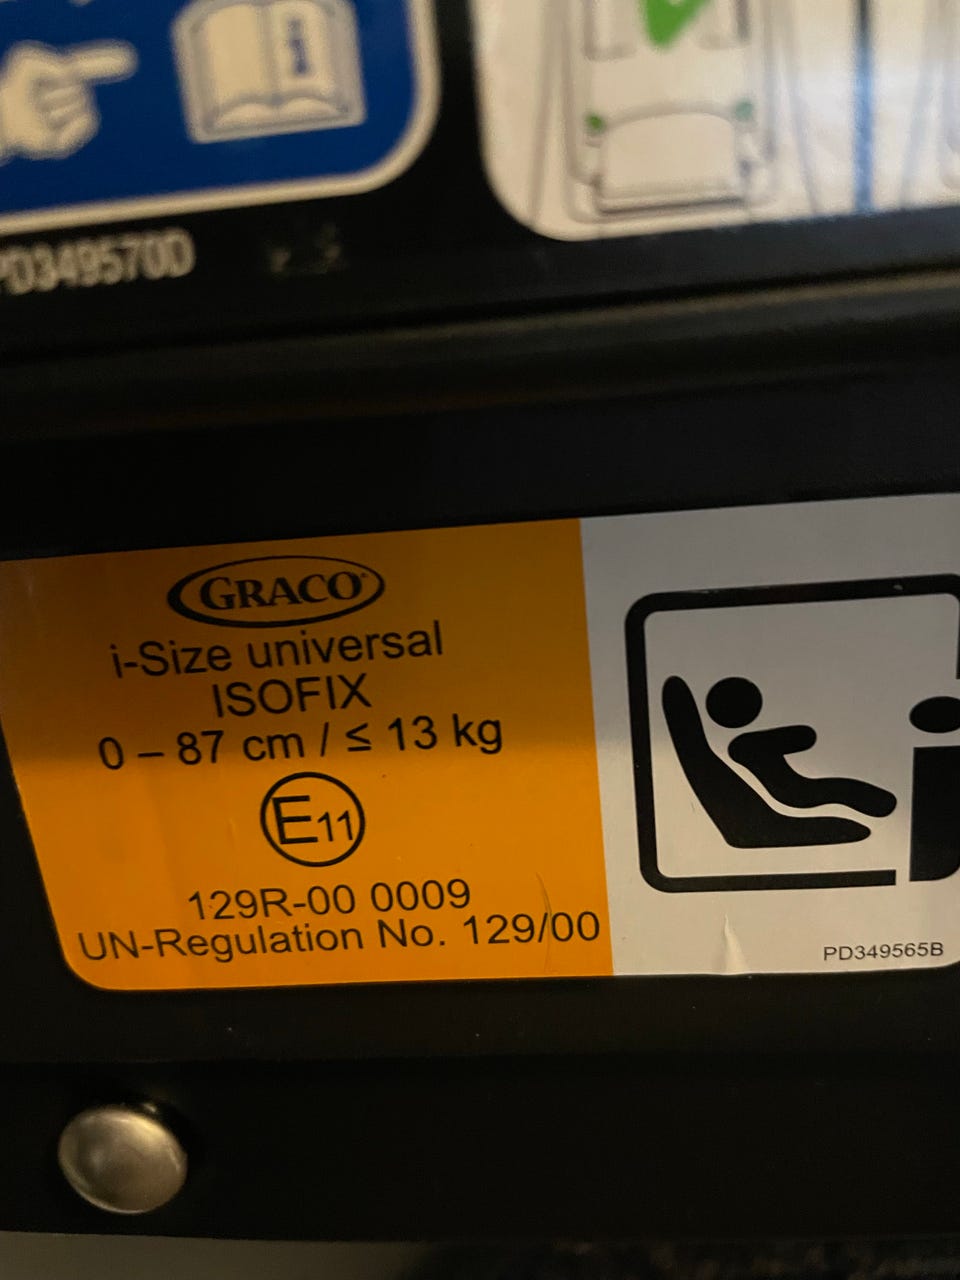 i
PD349570D
GRACO®
i-Size universal
ISOFIX
0 – 87 cm / ≤ 13 kg
E11
129R-00 0009
UN-Regulation No. 129/00
PD349565B